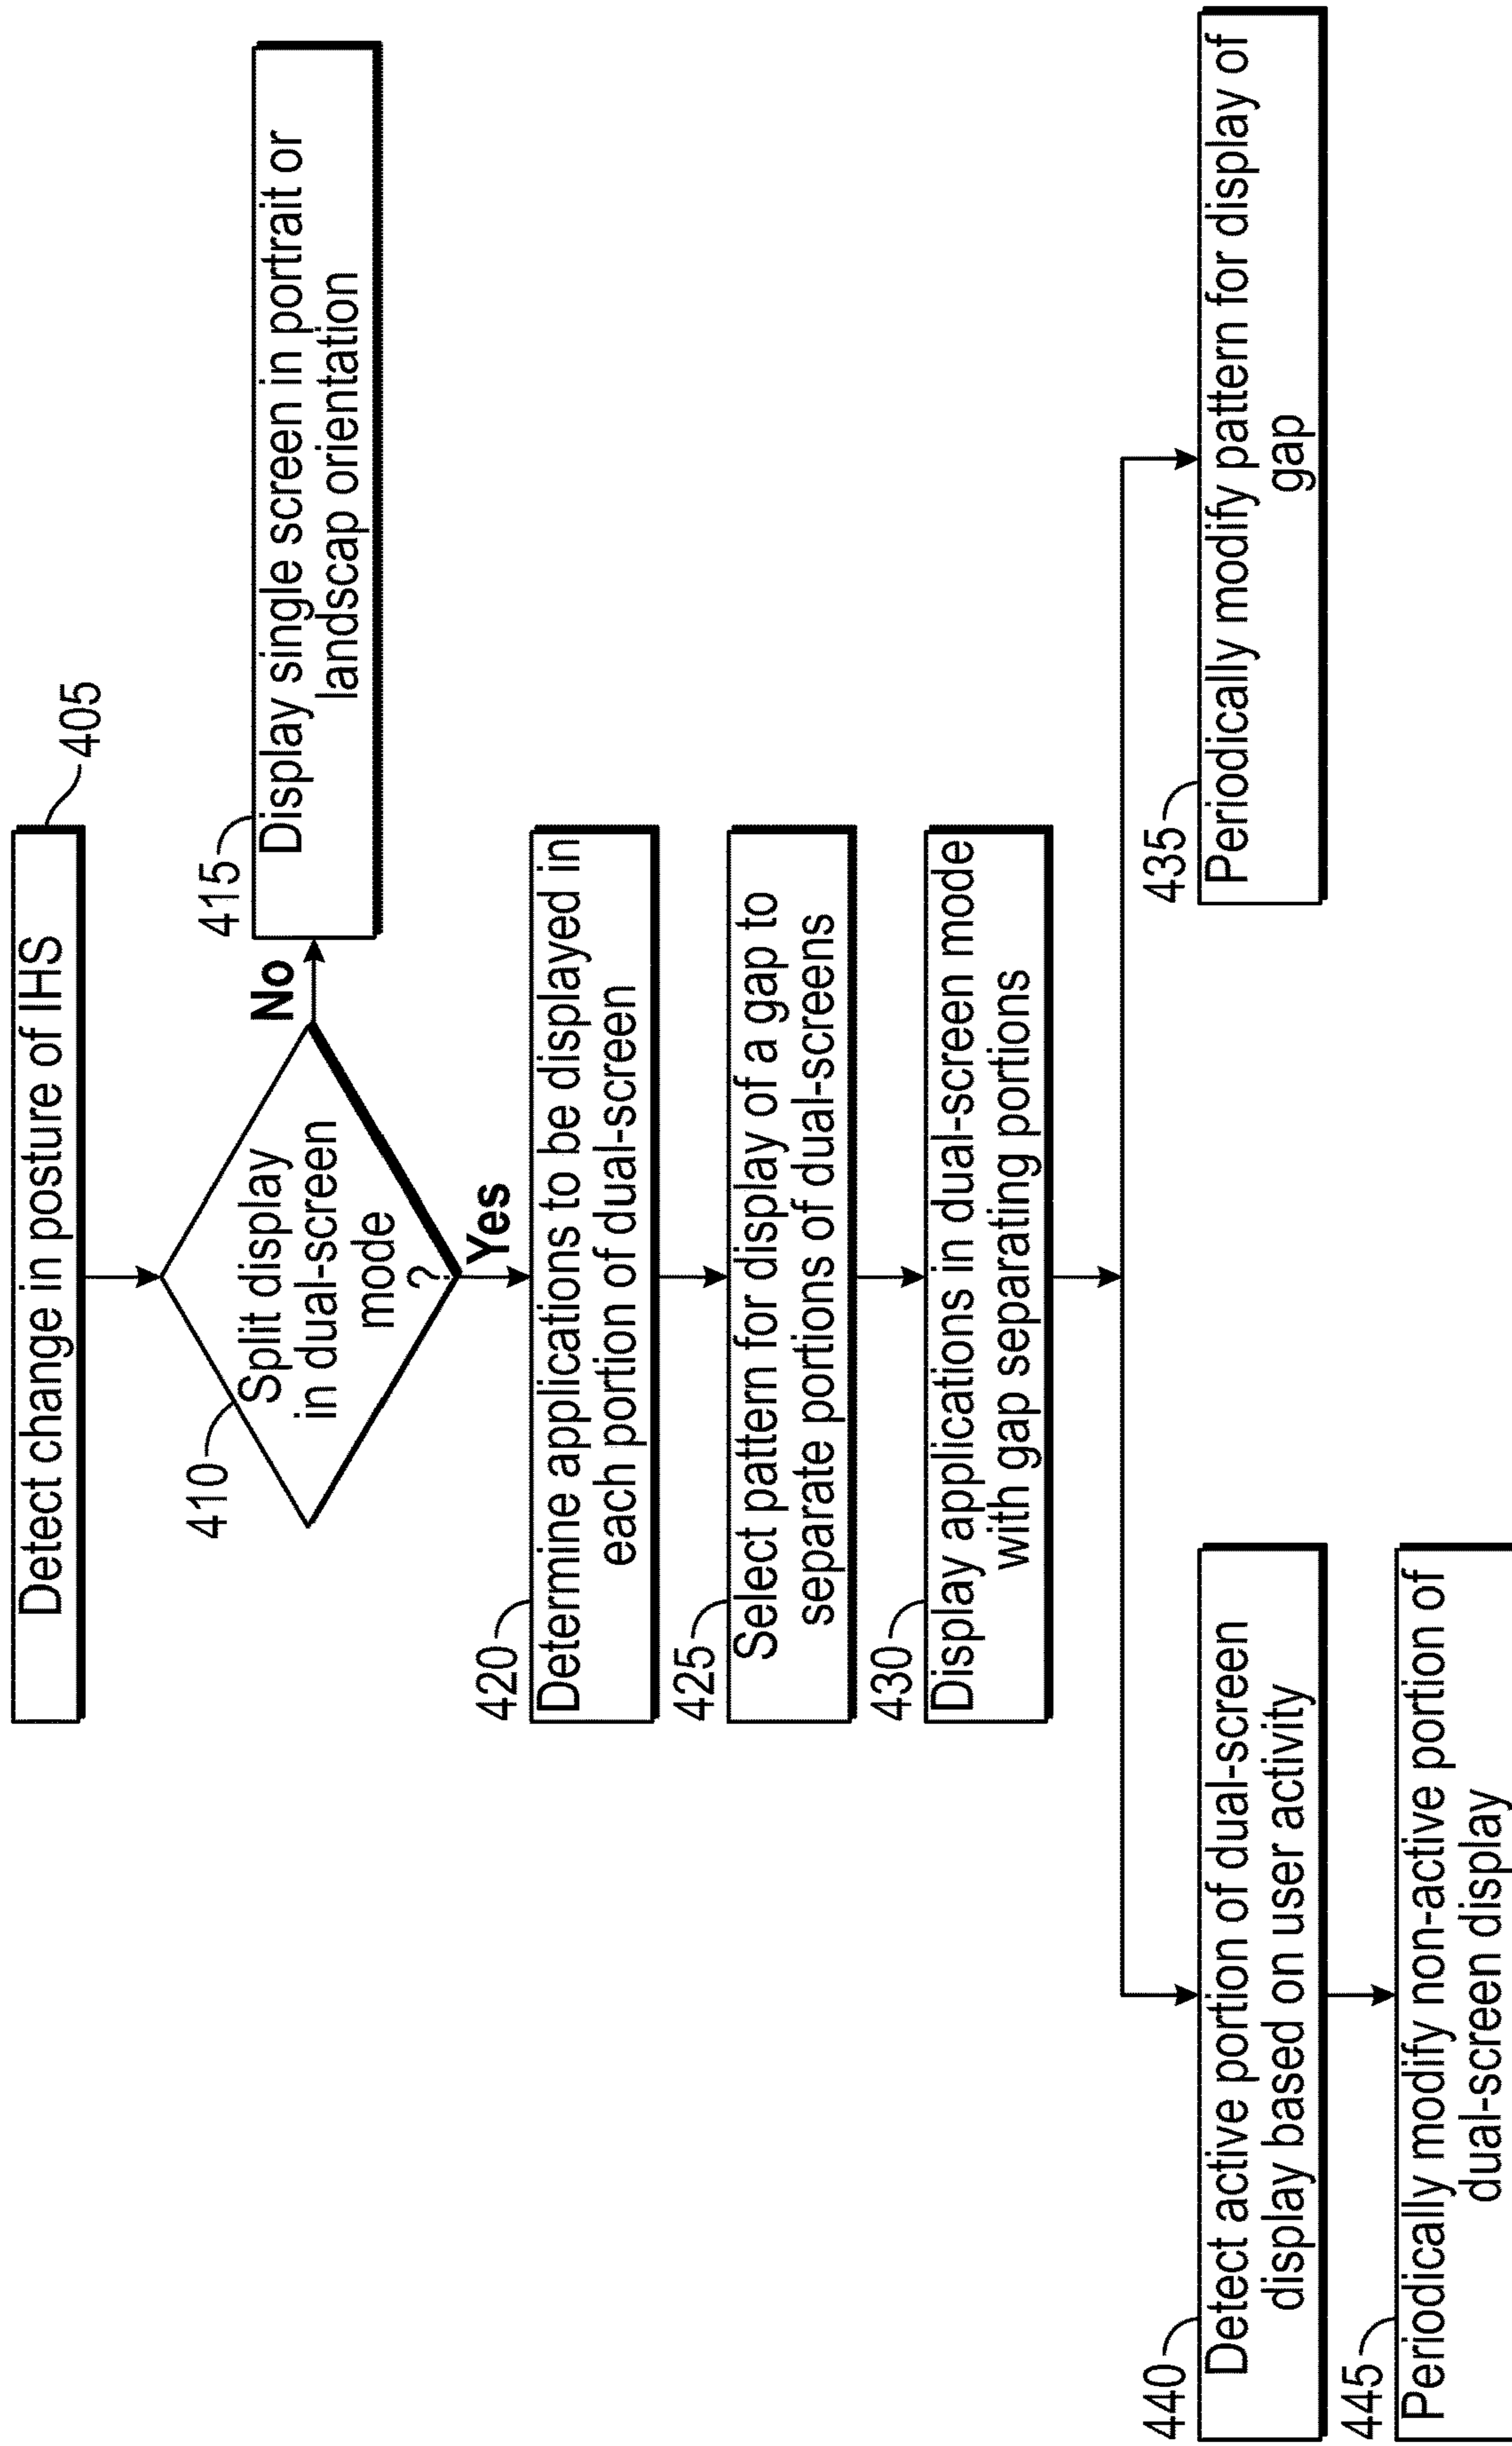 Detect change in posture of IHS
405
410
Split display
in dual-screen
mode
?
No
415
Display single screen in portrait or
landscap orientation
Yes
420
Determine applications to be displayed in
each portion of dual-screen
425
Select pattern for display of a gap to
separate portions of dual-screens
430
Display applications in dual-screen mode
with gap separating portions
435
Periodically modify pattern for display of
gap
440
Detect active portion of dual-screen
display based on user activity
445
Periodically modify non-active portion of
dual-screen display